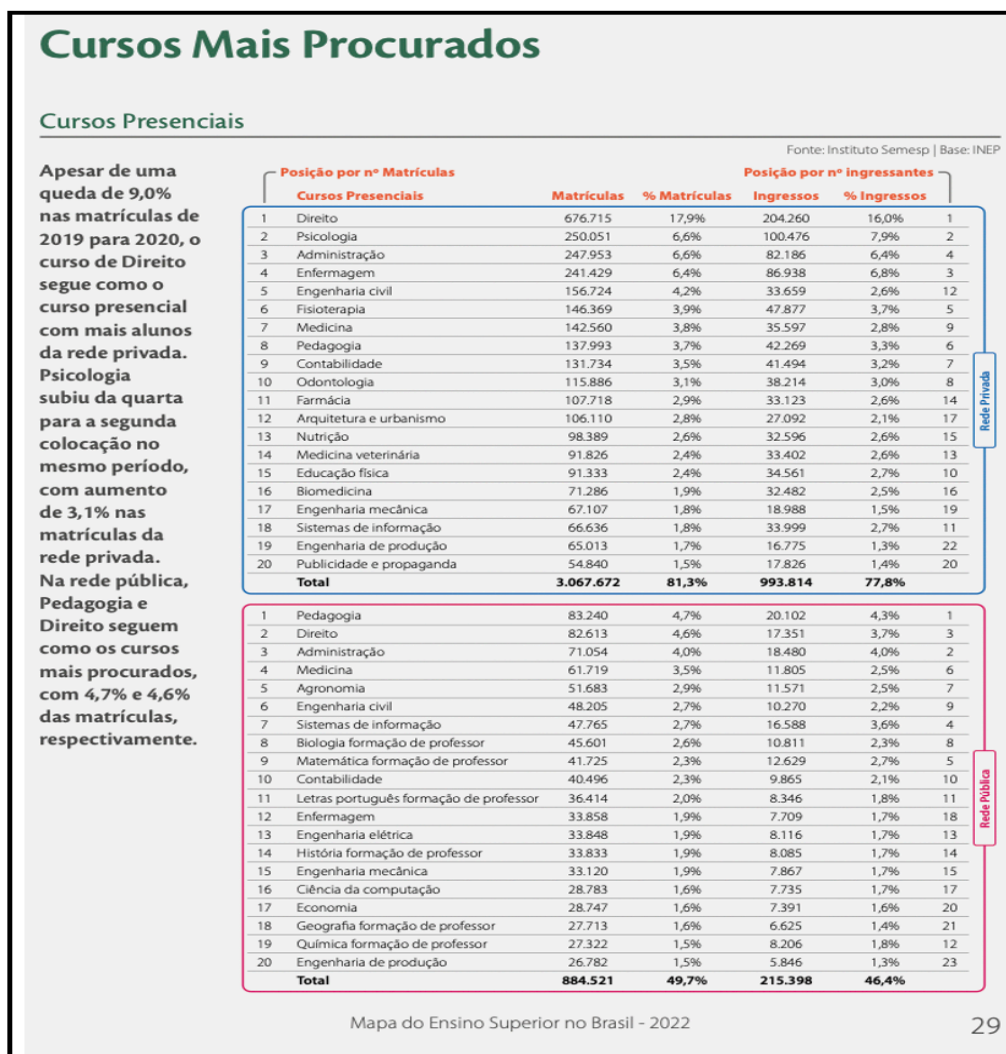 Cursos Mais Procurados
Cursos Presenciais
Fonte: Instituto Semesp | Base: INEP
Apesar de uma
queda de 9,0%
nas matrículas de
2019 para 2020, o
curso de Direito
segue como o
curso presencial
com mais alunos
da rede privada.
Psicologia
subiu da quarta
para a segunda
colocação no
mesmo período,
com aumento
de 3,1% nas
matrículas da
rede privada.
Na rede pública,
Pedagogia e
Direito seguem
como os cursos
mais procurados,
com 4,7% e 4,6%
das matrículas,
respectivamente.
Posição por nº Matrículas Posição por nº ingressantes
Cursos Presenciais Matrículas % Matrículas Ingressos % Ingressos
1 Direito 676.715 17,9% 204.260 16,0% 1
2 Psicologia 250.051 6,6% 100.476 7,9% 2
3 Administração 247.953 6,6% 82.186 6,4% 4
4 Enfermagem 241.429 6,4% 86.938 6,8% 3
5 Engenharia civil 156.724 4,2% 33.659 2,6% 12
6 Fisioterapia 146.369 3,9% 47.877 3,7% 5
7 Medicina 142.560 3,8% 35.597 2,8% 9
8 Pedagogia 137.993 3,7% 42.269 3,3% 6
9 Contabilidade 131.734 3,5% 41.494 3,2% 7
10 Odontologia 115.886 3,1% 38.214 3,0% 8
11 Farmácia 107.718 2,9% 33.123 2,6% 14
12 Arquitetura e urbanismo 106.110 2,8% 27.092 2,1% 17
13 Nutrição 98.389 2,6% 32.596 2,6% 15
14 Medicina veterinária 91.826 2,4% 33.402 2,6% 13
15 Educação física 91.333 2,4% 34.561 2,7% 10
16 Biomedicina 71.286 1,9% 32.482 2,5% 16
17 Engenharia mecânica 67.107 1,8% 18.988 1,5% 19
18 Sistemas de informação 66.636 1,8% 33.999 2,7% 11
19 Engenharia de produção 65.013 1,7% 16.775 1,3% 22
20 Publicidade e propaganda 54.840 1,5% 17.826 1,4% 20
Total 3.067.672 81,3% 993.814 77,8%
Rede Privada
1 Pedagogia 83.240 4,7% 20.102 4,3% 1
2 Direito 82.613 4,6% 17.351 3,7% 3
3 Administração 71.054 4,0% 18.480 4,0% 2
4 Medicina 61.719 3,5% 11.805 2,5% 6
5 Agronomia 51.683 2,9% 11.571 2,5% 7
6 Engenharia civil 48.205 2,7% 10.270 2,2% 9
7 Sistemas de informação 47.765 2,7% 16.588 3,6% 4
8 Biologia formação de professor 45.601 2,6% 10.811 2,3% 8
9 Matemática formação de professor 41.725 2,3% 12.629 2,7% 5
10 Contabilidade 40.496 2,3% 9.865 2,1% 10
11 Letras português formação de professor 36.414 2,0% 8.346 1,8% 11
12 Enfermagem 33.858 1,9% 7.709 1,7% 18
13 Engenharia elétrica 33.848 1,9% 8.116 1,7% 13
14 História formação de professor 33.833 1,9% 8.085 1,7% 14
15 Engenharia mecânica 33.120 1,9% 7.867 1,7% 15
16 Ciência da computação 28.783 1,6% 7.735 1,7% 17
17 Economia 28.747 1,6% 7.391 1,6% 20
18 Geografia formação de professor 27.713 1,6% 6.625 1,4% 21
19 Química formação de professor 27.322 1,5% 8.206 1,8% 12
20 Engenharia de produção 26.782 1,5% 5.846 1,3% 23
Total 884.521 49,7% 215.398 46,4%
Rede Pública
Mapa do Ensino Superior no Brasil - 2022
29